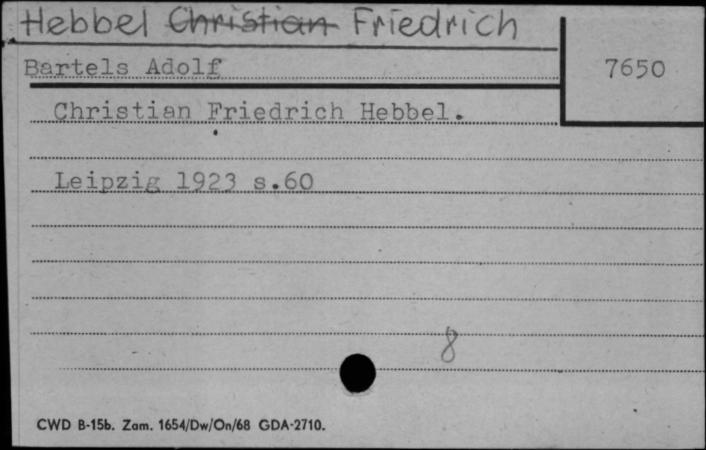 Hebbel Christian Friedrich
Bartels Adolf
7650
Christian Friedrich Hebbel.
Leipzig 1923 s.60
8
CWD B-15b. Zam. 1654/Dw/On/68 GDA-2710.